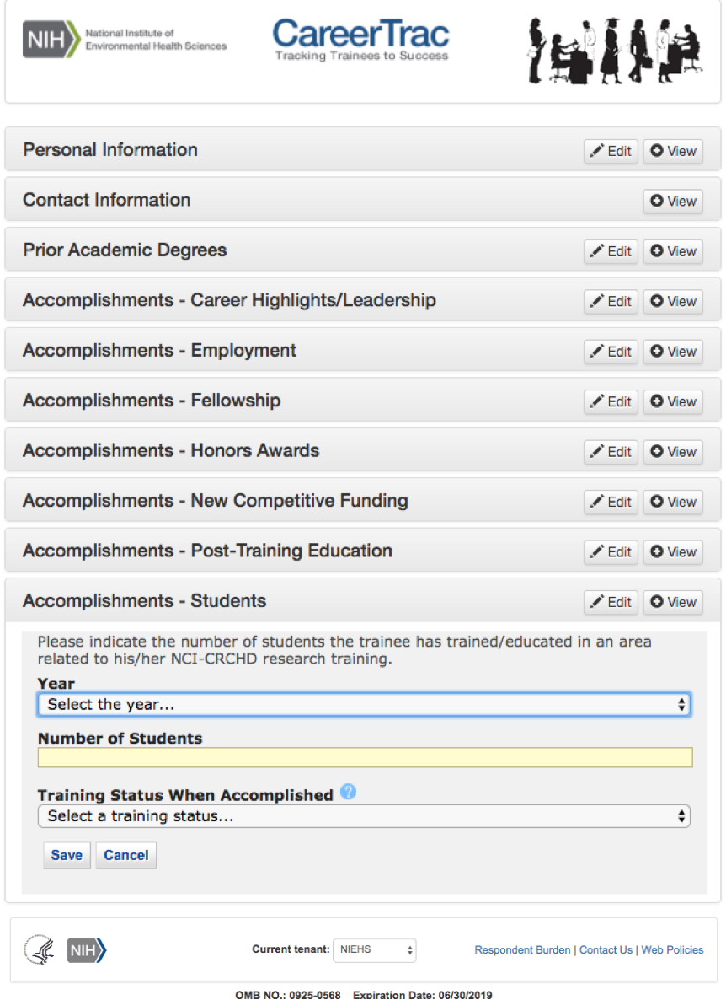 NIH
National Institute of
Environmental Health Sciences
CareerTrac
Tracking Trainees to Success
Personal Information
Edit
View
Contact Information
View
Prior Academic Degrees
Edit
View
Accomplishments - Career Highlights/Leadership
Edit
View
Accomplishments - Employment
Edit
View
Accomplishments - Fellowship
Edit
View
Accomplishments - Honors Awards
Edit
View
Accomplishments - New Competitive Funding
Edit
View
Accomplishments - Post-Training Education
Edit
View
Accomplishments - Students
Edit
View
Please indicate the number of students the trainee has trained/educated in an area
related to his/her NCI-CRCHD research training.
Year
Select the year...
Number of Students
Training Status When Accomplished ?
Select a training status...
Save
Cancel
NIH
Current tenant: NIEHS
Respondent Burden | Contact Us | Web Policies
OMB NO.: 0925-0568 Expiration Date: 06/30/2019